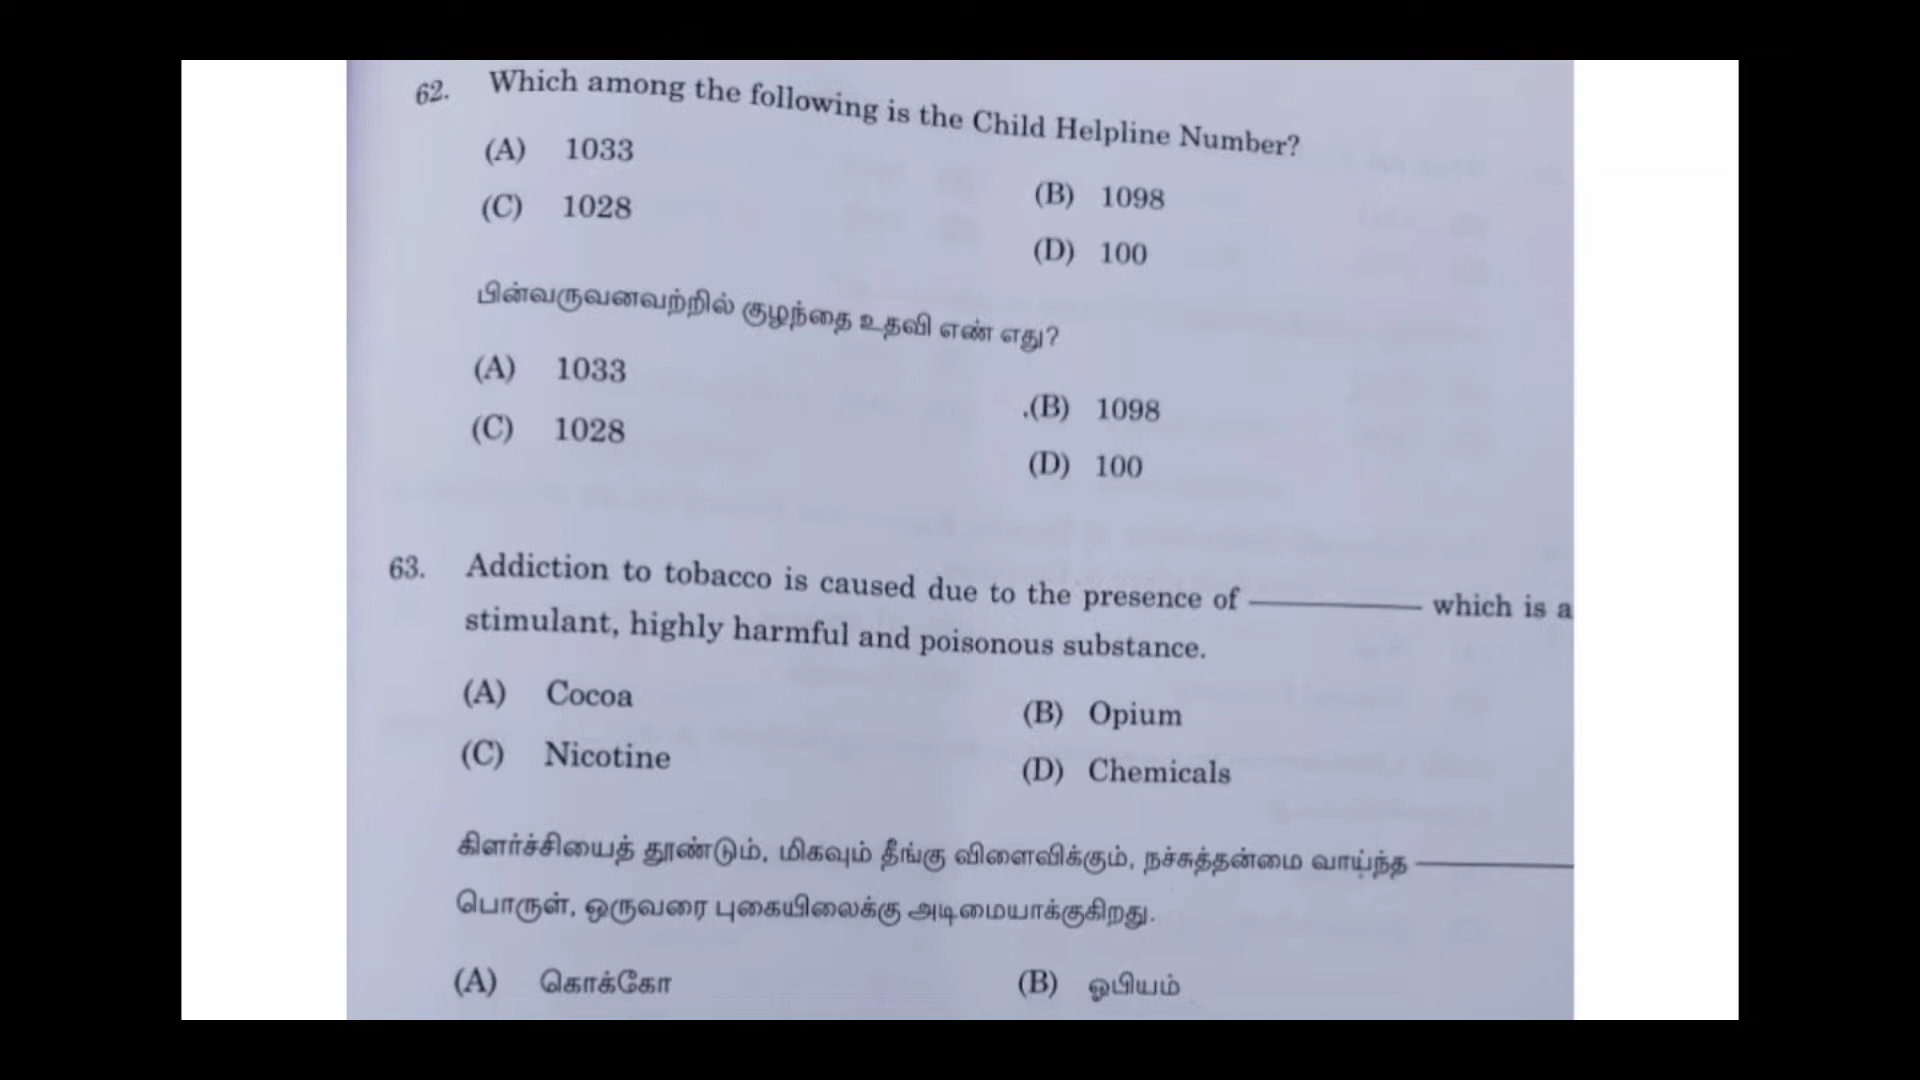 62. Which among the following is the Child Helpline Number?
(A) 1033
(B) 1098
(C) 1028
(D) 100
பின்வருவனவற்றில் குழந்தை உதவி எண் எது?
(A) 1033
.(B) 1098
(C) 1028
(D) 100
63. Addiction to tobacco is caused due to the presence of ———— which is a
stimulant, highly harmful and poisonous substance.
(A) Cocoa
(B) Opium
(C) Nicotine
(D) Chemicals
கிளர்ச்சியைத் தூண்டும், மிகவும் தீங்கு விளைவிக்கும், நச்சுத்தன்மை வாய்ந்த ————
பொருள், ஒருவரை புகையிலைக்கு அடிமையாக்குகிறது.
(A) கொக்கோ
(B) ஓபியம்